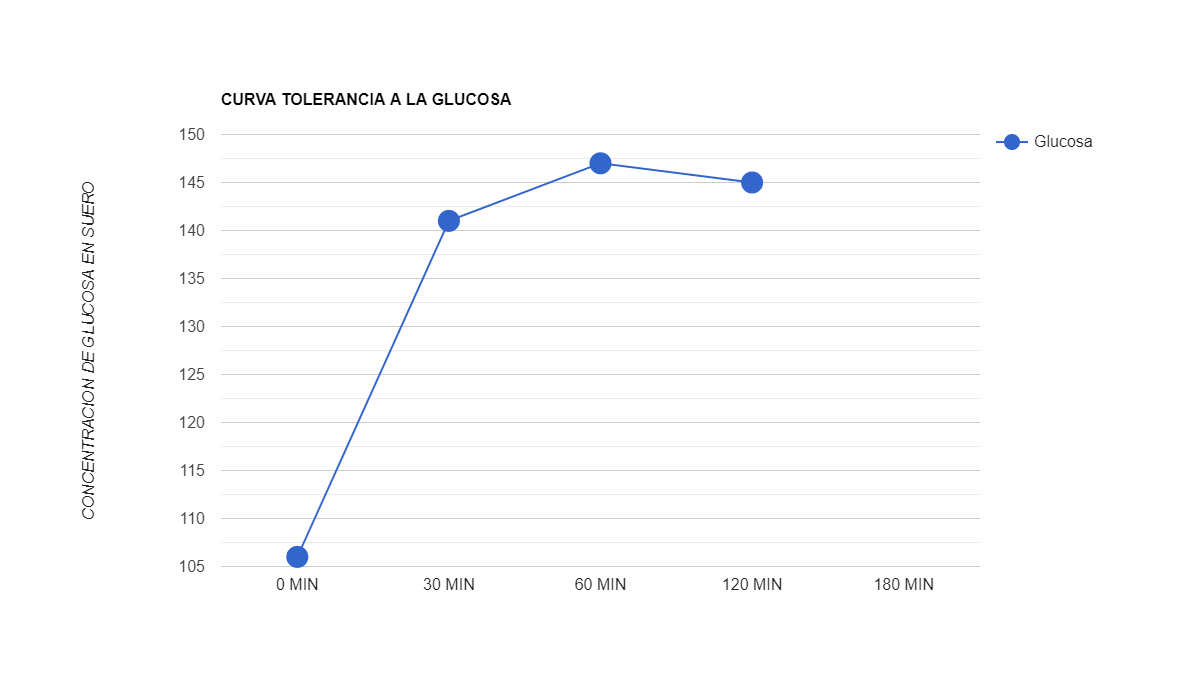 CURVA TOLERANCIA A LA GLUCOSA
Glucosa
CONCENTRACION DE GLUCOSA EN SUERO
150
145
140
135
130
125
120
115
110
105
0 MIN
30 MIN
60 MIN
120 MIN
180 MIN